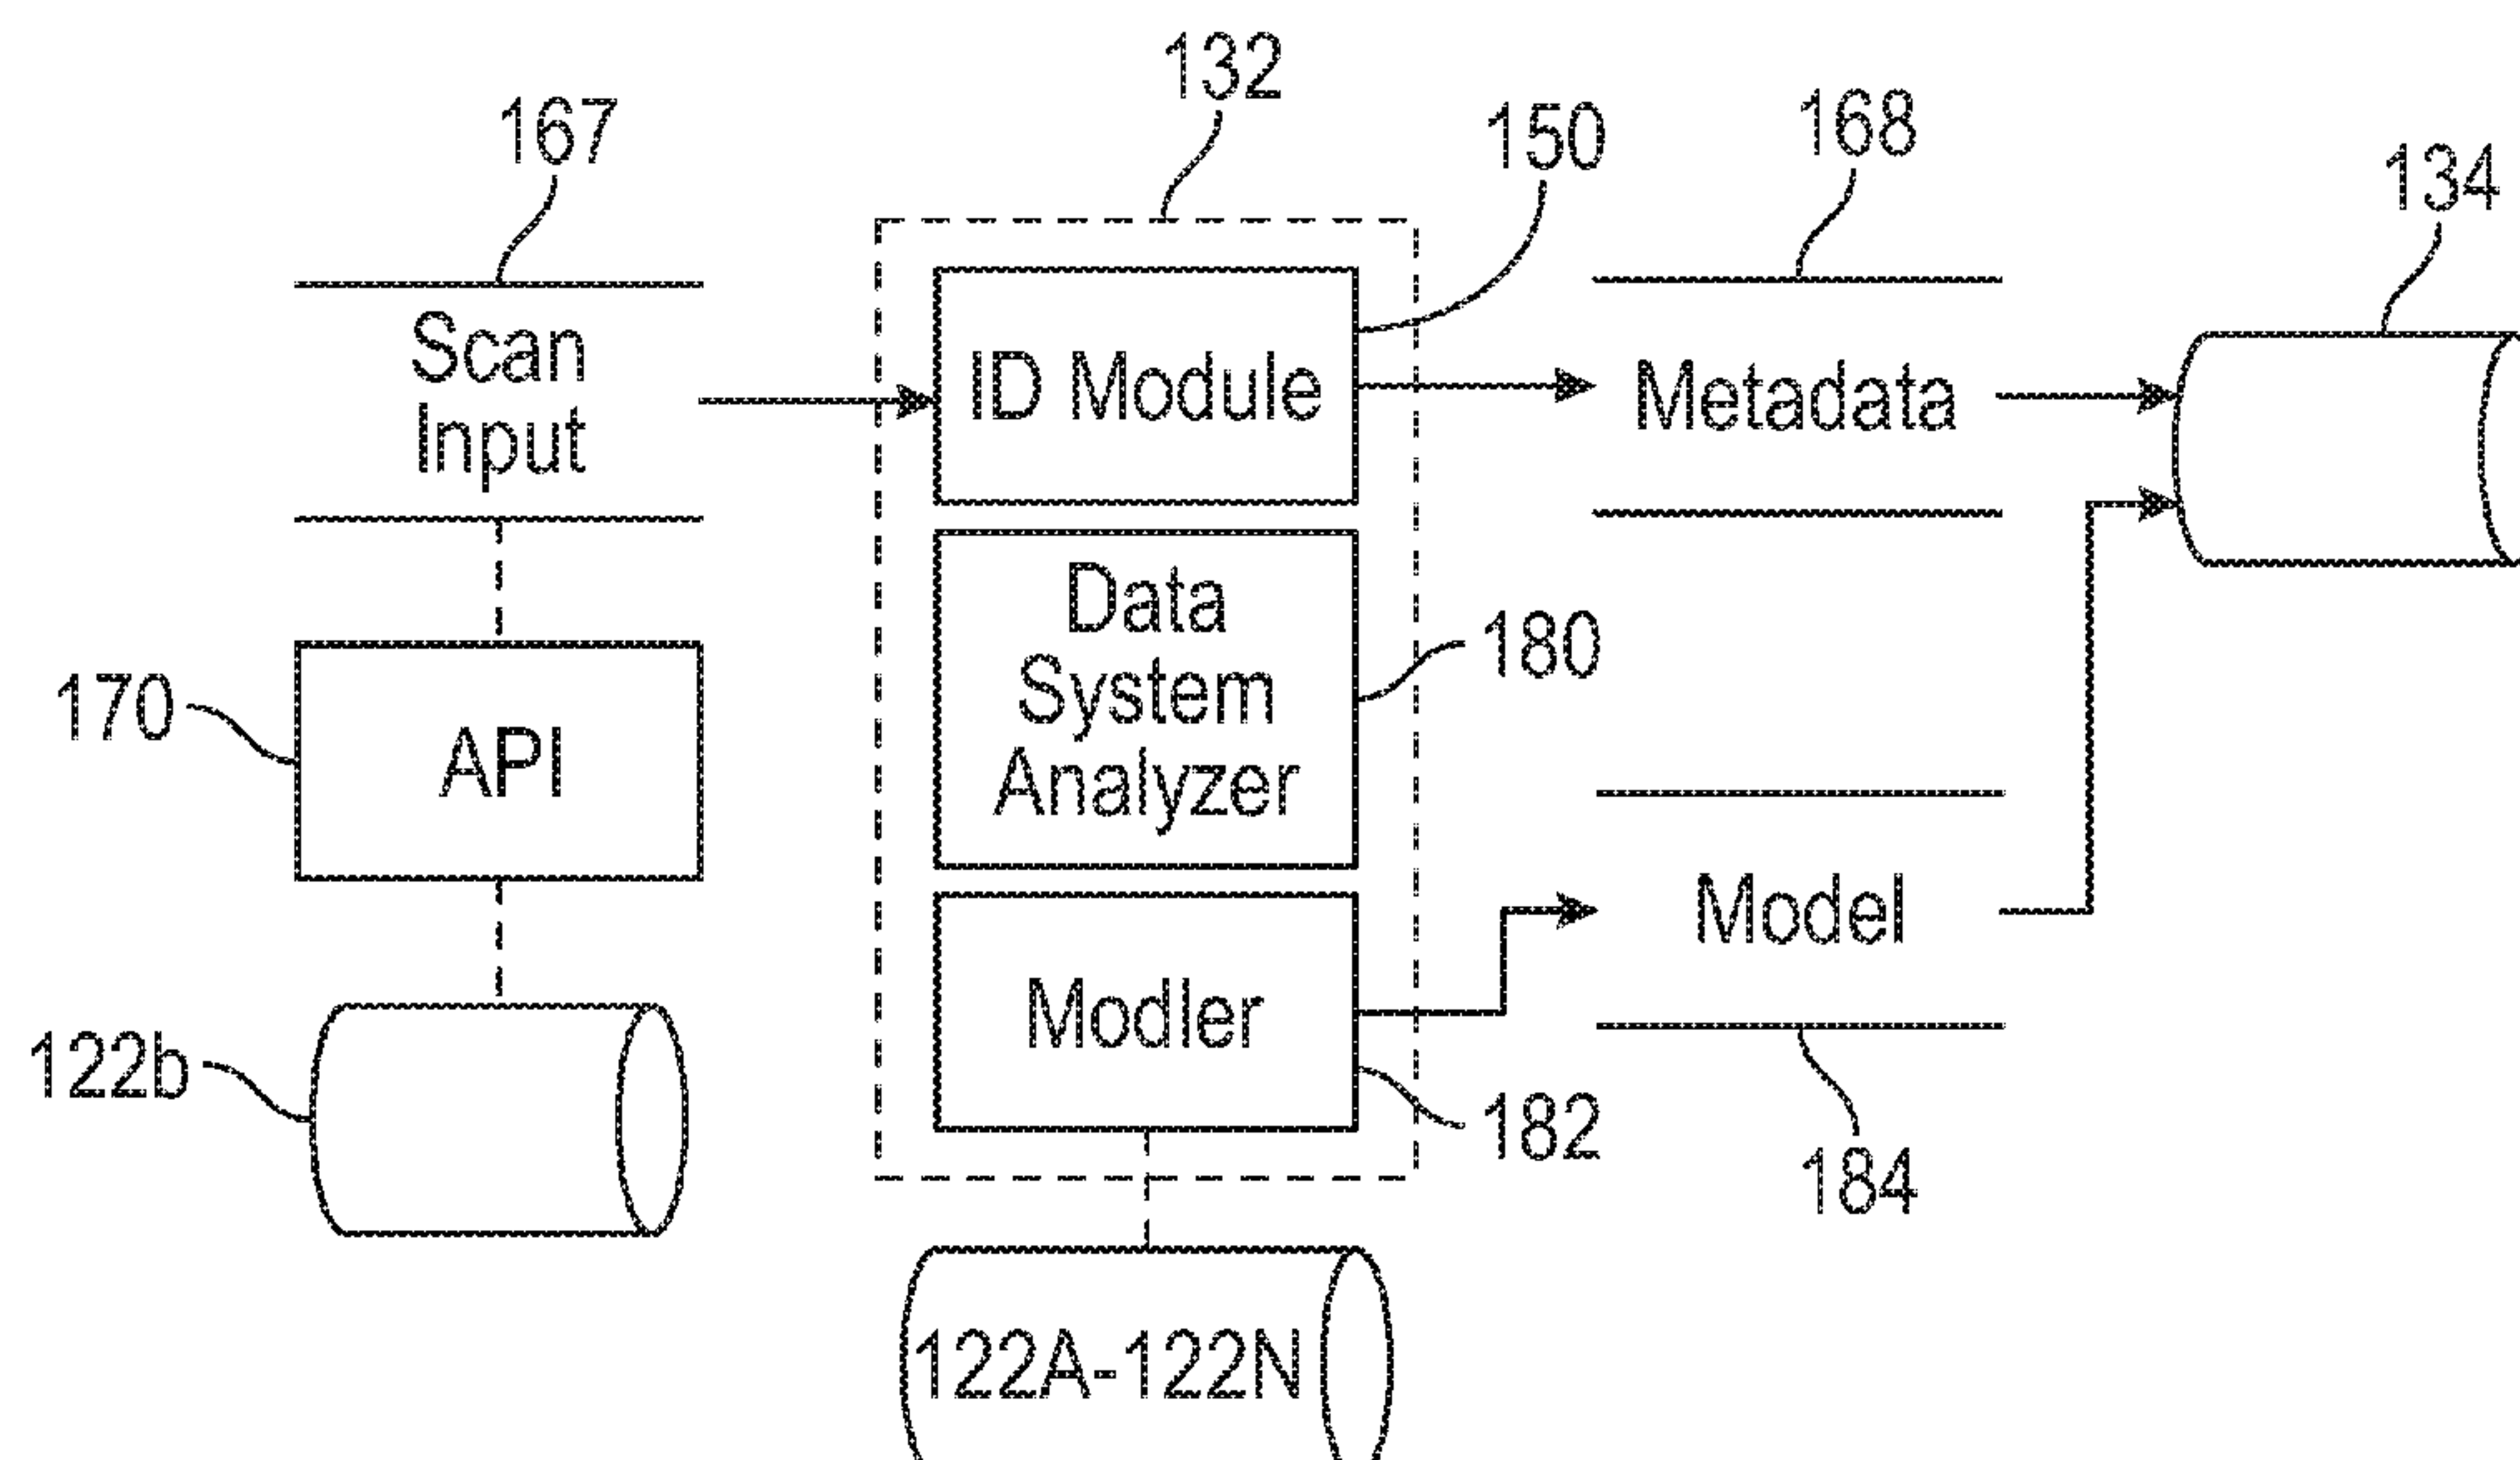 132
167
150
168
134
Scan
Input
ID Module
Metadata
Data
System
Analyzer
180
170
API
Model
Modler
122b
182
184
122A-122N